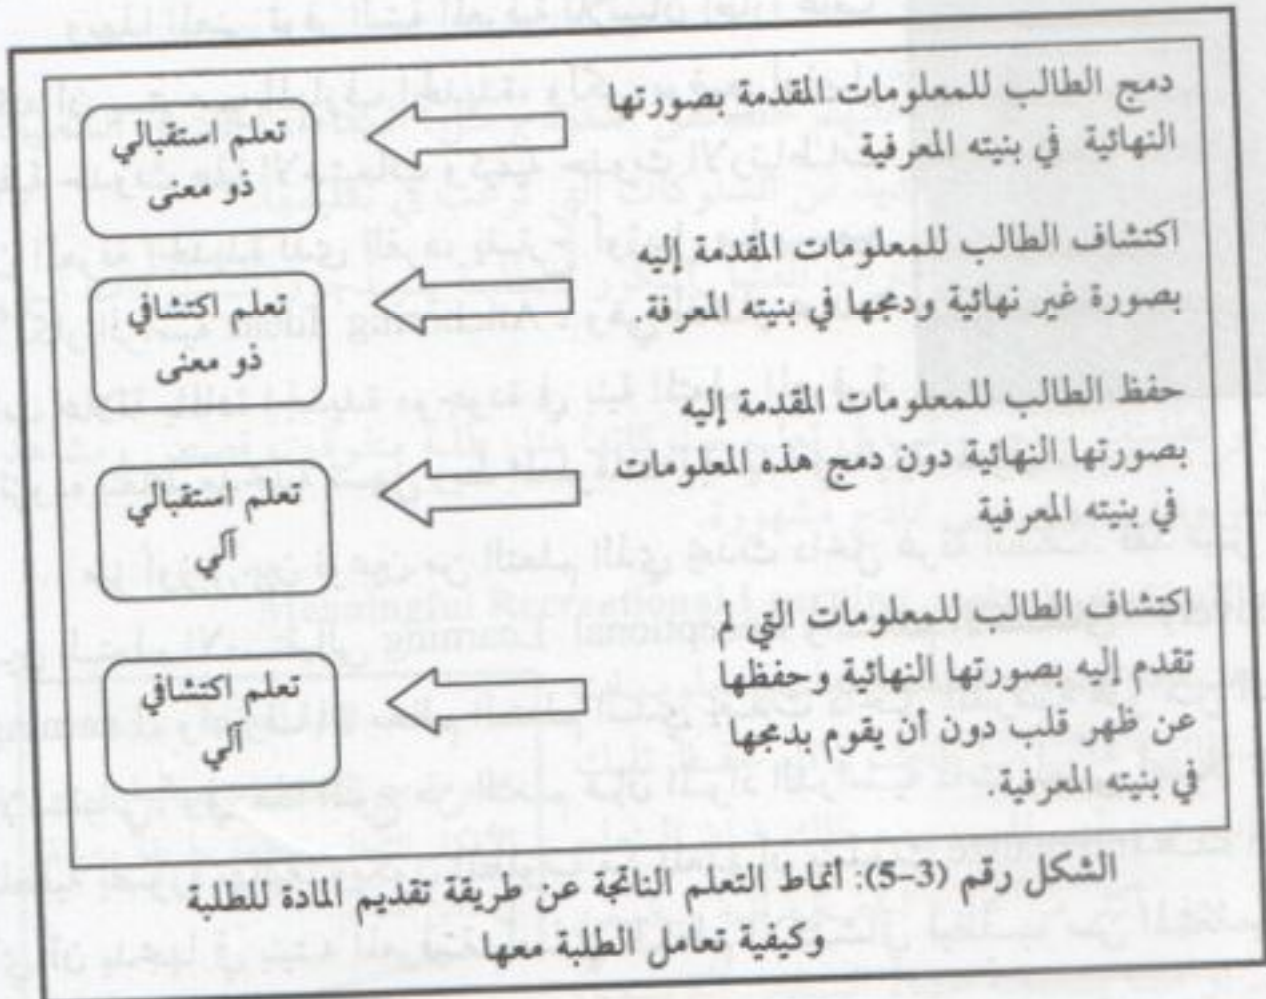 دمج الطالب للمعلومات المقدمة بصورتها
النهائية في بنيته المعرفية
تعلم استقبالي
ذو معنى
اكتشاف الطالب للمعلومات المقدمة إليه
بصورة غير نهائية ودمجها في بنيته المعرفة.
تعلم اكتشافي
ذو معنى
حفظ الطالب للمعلومات المقدمة إليه
بصورتها النهائية دون دمج هذه المعلومات
في بنيته المعرفية
تعلم استقبالي
آلي
اكتشاف الطالب للمعلومات التي لم
تقدم إليه بصورتها النهائية وحفظها
عن ظهر قلب دون أن يقوم بدمجها
في بنيته المعرفية.
تعلم اكتشافي
آلي
الشكل رقم (3-5): أنماط التعلم الناتجة عن طريقة تقديم المادة للطلبة
وكيفية تعامل الطلبة معها